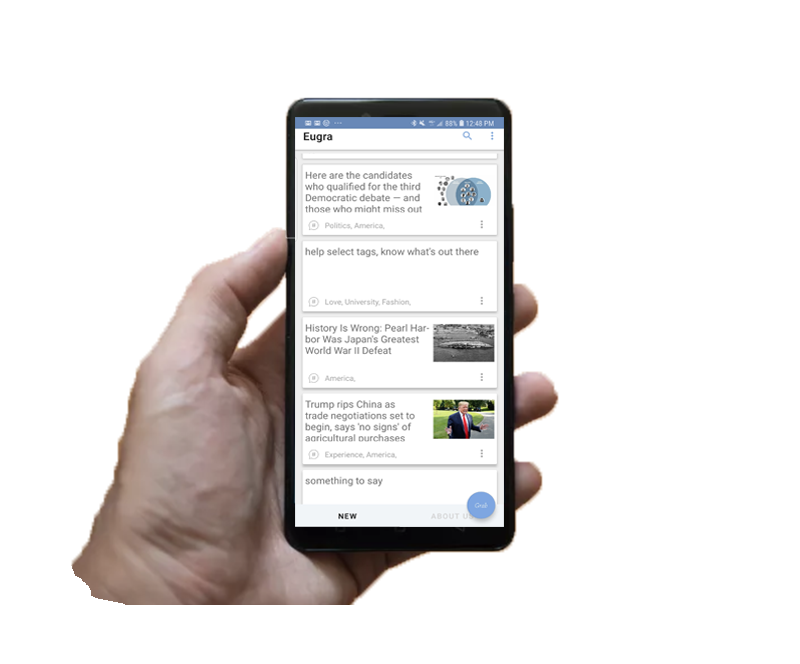 88% 12:48 PM
Eugra
Here are the candidates
who qualified for the third
Democratic debate — and
those who might miss out
Politics, America,
help select tags, know what's out there
Love, University, Fashion,
History Is Wrong: Pearl Har-
bor Was Japan's Greatest
World War II Defeat
America,
Trump rips China as
trade negotiations set to
begin, says 'no signs' of
agricultural purchases
Experience, America,
something to say
NEW
ABOUT